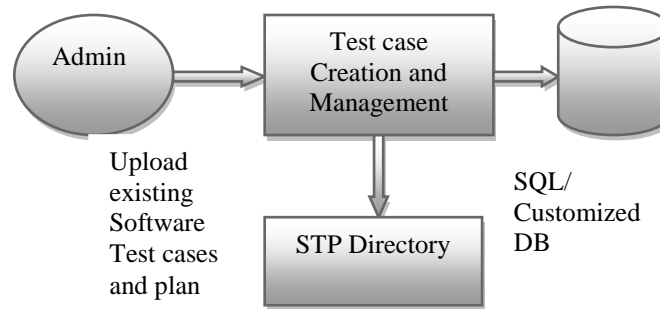 Admin
Test case
Creation and
Management
Upload
existing
Software
Test cases
and plan
SQL/
Customized
DB
STP Directory